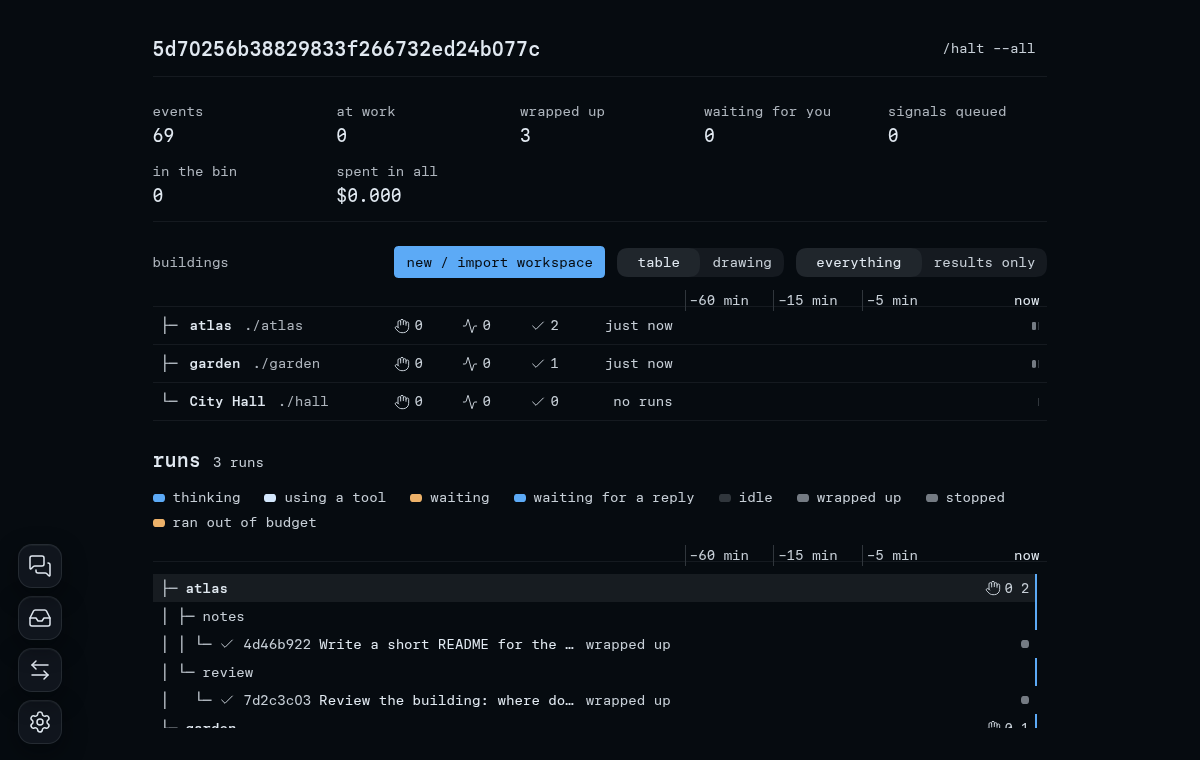 5d70256b38829833f266732ed24b077c /halt --all
events at work wrapped up waiting for you signals queued
69 0 3 0 0
in the bin spent in all
0 $0.000
buildings new / import workspace table drawing everything results only
-60 min -15 min -5 min now
atlas ./atlas 0 0 2 just now
garden ./garden 0 0 1 just now
City Hall ./hall 0 0 0 no runs
runs 3 runs
thinking using a tool waiting waiting for a reply idle wrapped up stopped
ran out of budget
-60 min -15 min -5 min now
atlas 0 2
notes
4d46b922 Write a short README for the … wrapped up
review
7d2c3c03 Review the building: where do… wrapped up
garden 0 1